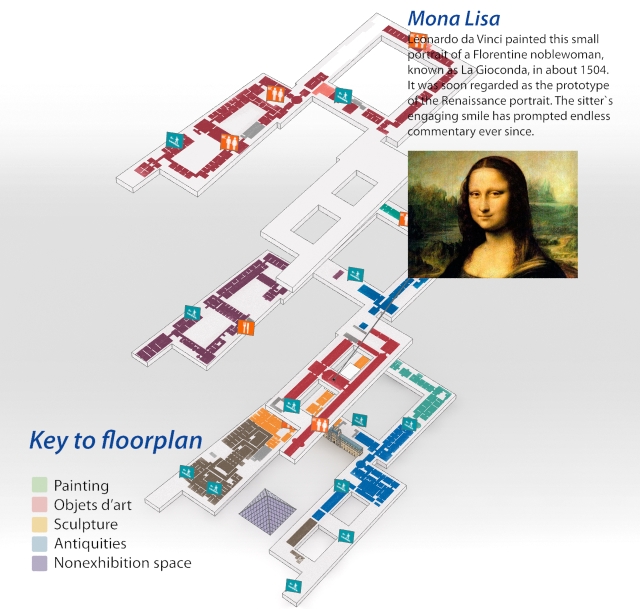 Mona Lisa
Leonardo da Vinci painted this small
portrait of a Florentine noblewoman,
known as La Gioconda, in about 1504.
It was soon regarded as the prototype
of the Renaissance portrait. The sitter`s
engaging smile has prompted endless
commentary ever since.
Key to floorplan
Painting
Objets d'art
Sculpture
Antiquities
Nonexhibition space